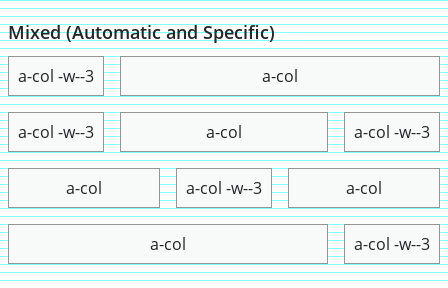 Mixed (Automatic and Specific)
a-col -w--3 a-col
a-col -w--3 a-col a-col -w--3
a-col a-col -w--3 a-col
a-col a-col -w--3